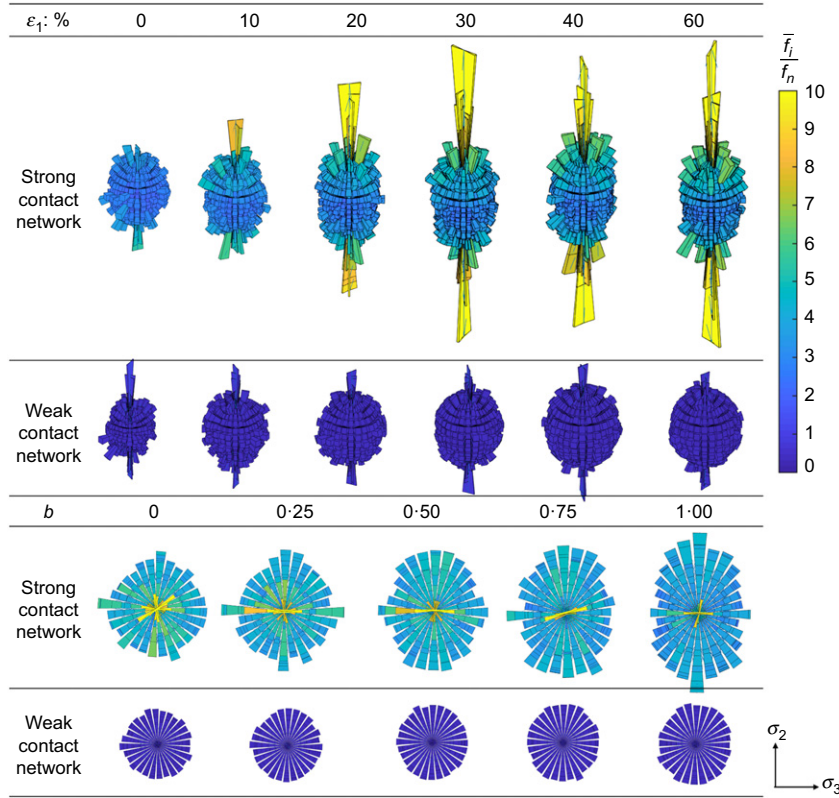 ε₁: % 0 10 20 30 40 60
f̅ᵢ
fₙ
Strong
contact
network
10
9
8
7
6
5
4
3
2
1
0
Weak
contact
network
b 0 0·25 0·50 0·75 1·00
Strong
contact
network
Weak
contact
network
σ₂
σ₃